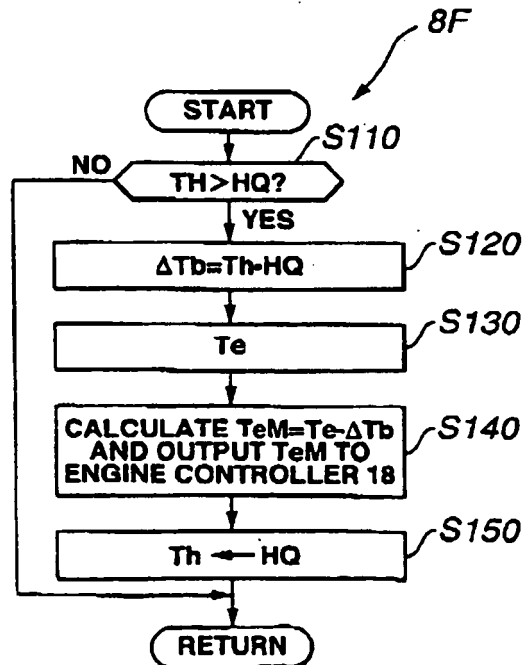 8F
START
S110
NO
TH>HQ?
YES
S120
ΔTb=Th-HQ
S130
Te
S140
CALCULATE TeM=Te-ΔTb
AND OUTPUT TeM TO
ENGINE CONTROLLER 18
S150
Th ← HQ
RETURN